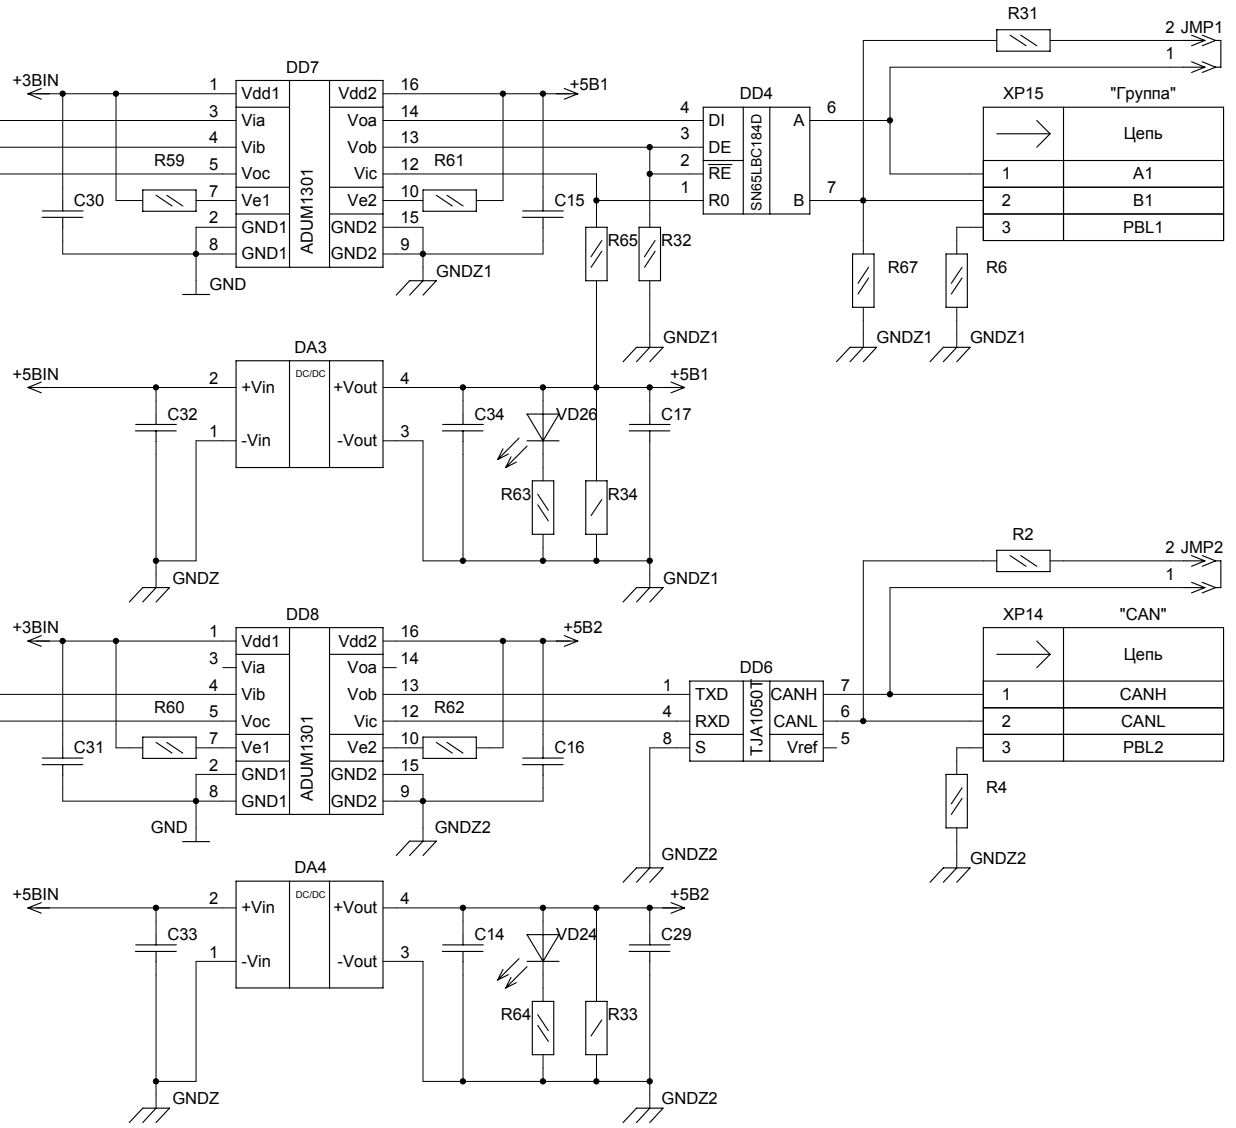 R31
2 JMP1
1
+3BIN
DD7
+5B1
DD4
XP15 "Группа"
1 Vdd1 Vdd2 16
3 Via Voa 14
4 DI A 6
Цепь
4 Vib Vob 13
3 DE
R59
5 Voc Vic 12
R61
2 RE
1 A1
C30
7 Ve1 Ve2 10
C15
1 R0 B 7
2 B1
2 GND1 GND2 15
3 PBL1
8 GND1 GND2 9
ADUM1301
SN65LBC184D
R65 R32
R67 R6
GND
GNDZ1
GNDZ1
GNDZ1
GNDZ1
DA3
+5BIN
2 +Vin DC/DC +Vout 4
+5B1
C32
C34
VD26
C17
1 -Vin -Vout 3
R63
R34
GNDZ
GNDZ1
R2
2 JMP2
1
+3BIN
DD8
+5B2
XP14 "CAN"
1 Vdd1 Vdd2 16
3 Via Voa 14
DD6
Цепь
4 Vib Vob 13
1 TXD CANH 7
1 CANH
R60
5 Voc Vic 12
R62
4 RXD CANL 6
2 CANL
C31
7 Ve1 Ve2 10
C16
8 S Vref 5
3 PBL2
2 GND1 GND2 15
8 GND1 GND2 9
ADUM1301
TJA1050T
R4
GND
GNDZ2
GNDZ2
GNDZ2
DA4
+5BIN
2 +Vin DC/DC +Vout 4
+5B2
C33
C14
VD24
C29
1 -Vin -Vout 3
R64
R33
GNDZ
GNDZ2